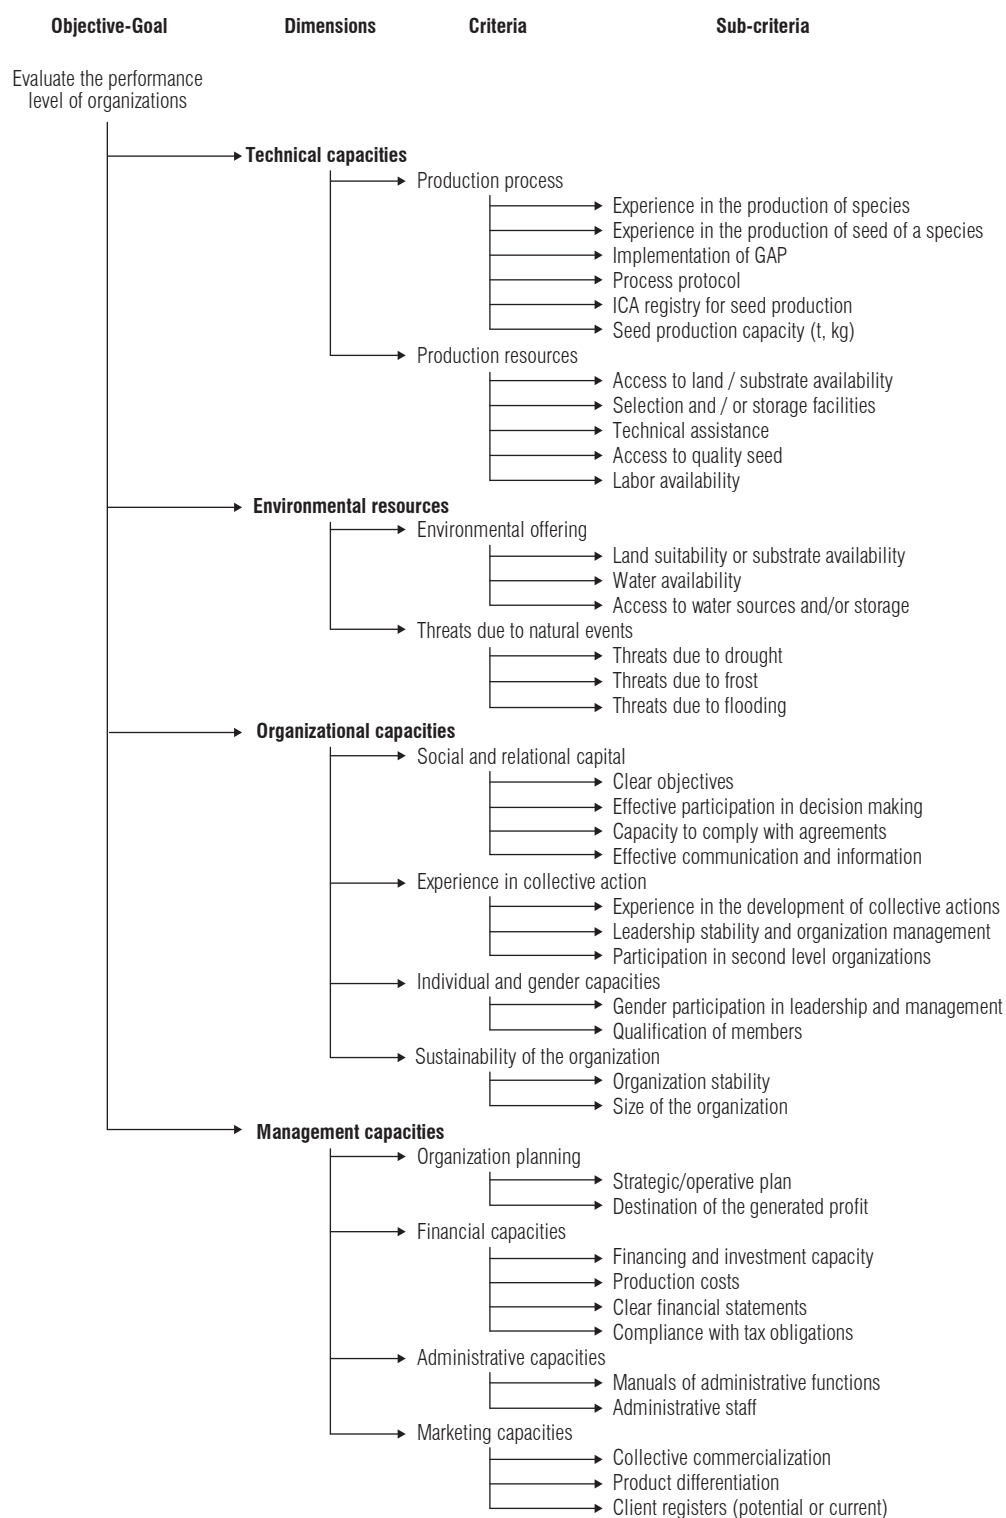 Objective-Goal Dimensions Criteria Sub-criteria
Evaluate the performance
level of organizations
Technical capacities
Production process
Experience in the production of species
Experience in the production of seed of a species
Implementation of GAP
Process protocol
ICA registry for seed production
Seed production capacity (t, kg)
Production resources
Access to land / substrate availability
Selection and / or storage facilities
Technical assistance
Access to quality seed
Labor availability
Environmental resources
Environmental offering
Land suitability or substrate availability
Water availability
Access to water sources and/or storage
Threats due to natural events
Threats due to drought
Threats due to frost
Threats due to flooding
Organizational capacities
Social and relational capital
Clear objectives
Effective participation in decision making
Capacity to comply with agreements
Effective communication and information
Experience in collective action
Experience in the development of collective actions
Leadership stability and organization management
Participation in second level organizations
Individual and gender capacities
Gender participation in leadership and management
Qualification of members
Sustainability of the organization
Organization stability
Size of the organization
Management capacities
Organization planning
Strategic/operative plan
Destination of the generated profit
Financial capacities
Financing and investment capacity
Production costs
Clear financial statements
Compliance with tax obligations
Administrative capacities
Manuals of administrative functions
Administrative staff
Marketing capacities
Collective commercialization
Product differentiation
Client registers (potential or current)